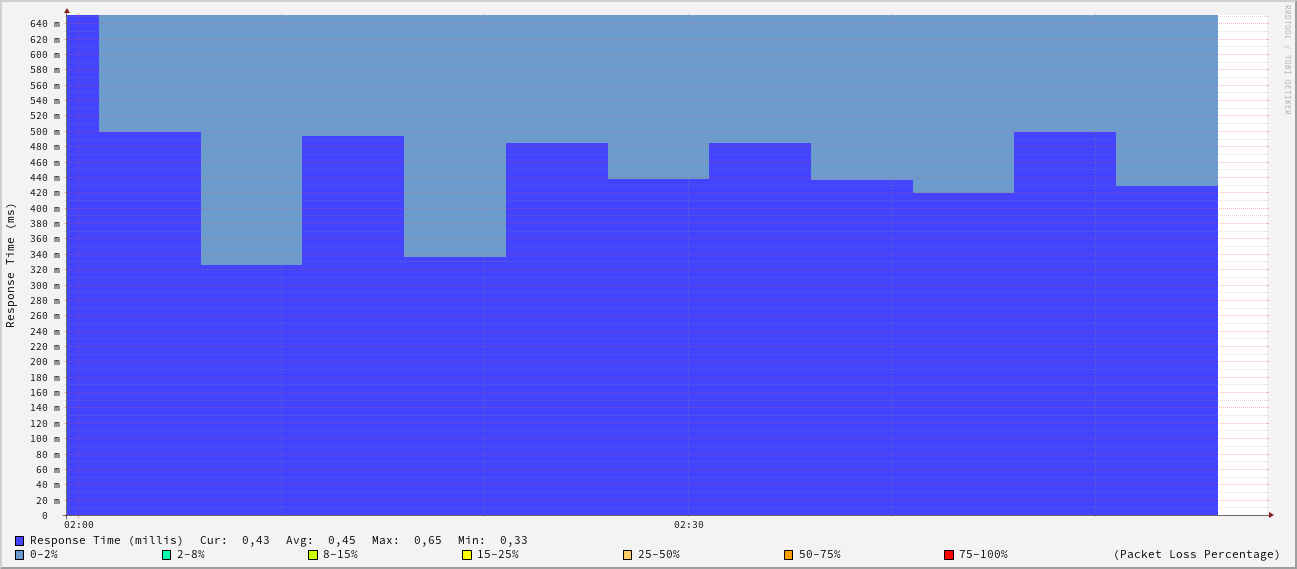 RRDTOOL / TOBI OETIKER
Response Time (ms)
640 m
620 m
600 m
580 m
560 m
540 m
520 m
500 m
480 m
460 m
440 m
420 m
400 m
380 m
360 m
340 m
320 m
300 m
280 m
260 m
240 m
220 m
200 m
180 m
160 m
140 m
120 m
100 m
80 m
60 m
40 m
20 m
0
02:00 02:30
Response Time (millis) Cur: 0,43 Avg: 0,45 Max: 0,65 Min: 0,33
0-2% 2-8% 8-15% 15-25% 25-50% 50-75% 75-100% (Packet Loss Percentage)